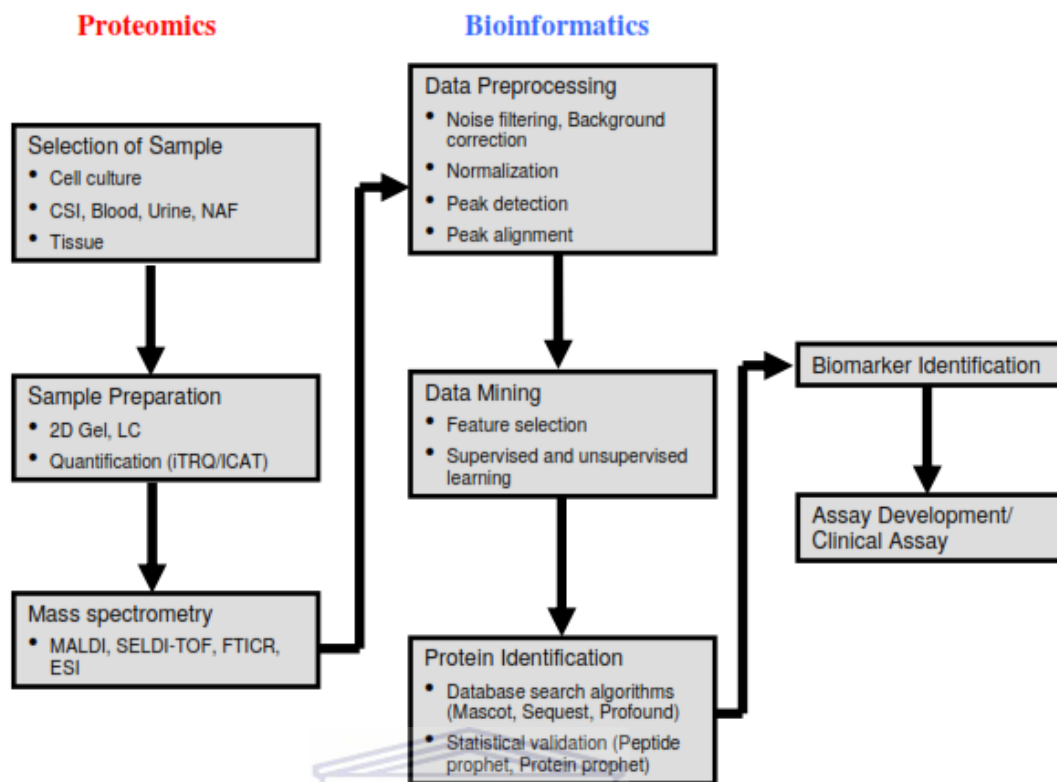 Proteomics
Selection of Sample
• Cell culture
• CSI, Blood, Urine, NAF
• Tissue
Sample Preparation
• 2D Gel, LC
• Quantification (iTRQ/ICAT)
Mass spectrometry
• MALDI, SELDI-TOF, FTICR,
ESI
Bioinformatics
Data Preprocessing
• Noise filtering, Background
correction
• Normalization
• Peak detection
• Peak alignment
Data Mining
• Feature selection
• Supervised and unsupervised
learning
Protein Identification
• Database search algorithms
(Mascot, Sequest, Profound)
• Statistical validation (Peptide
prophet, Protein prophet)
Biomarker Identification
Assay Development/
Clinical Assay